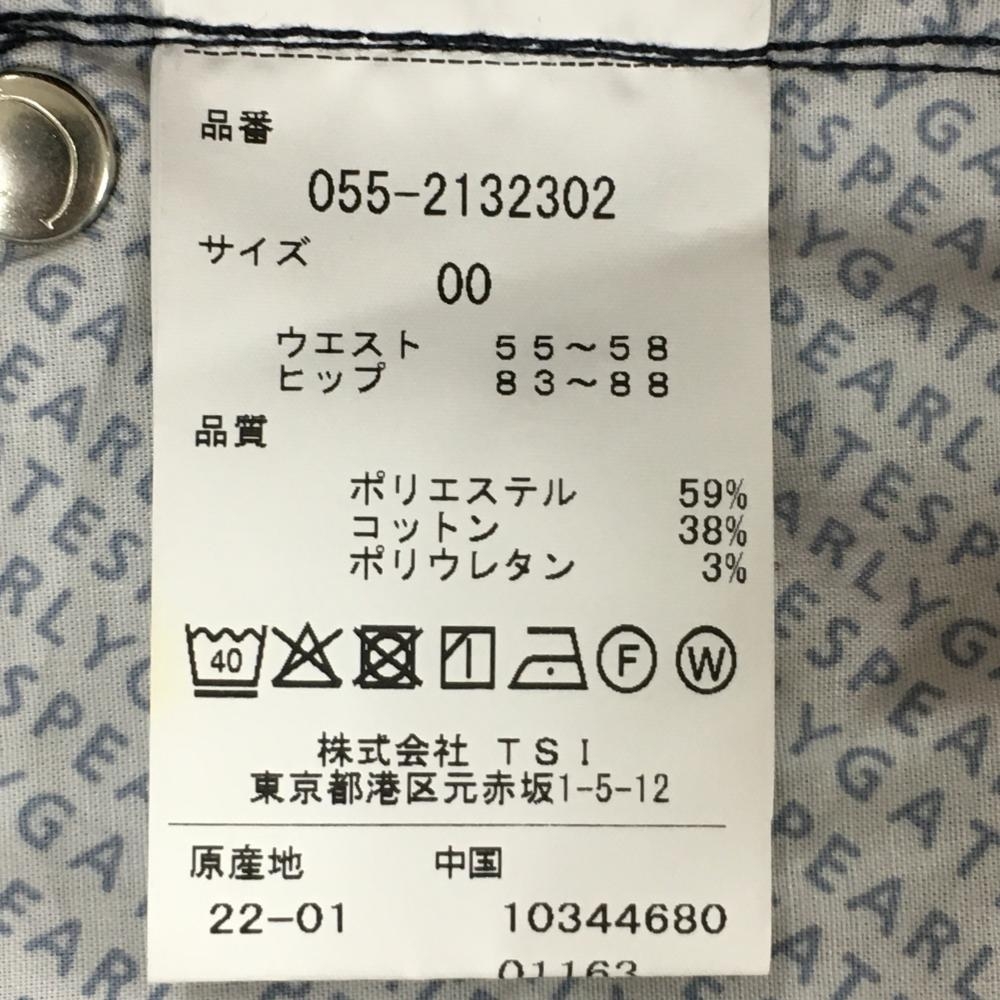 品番
055-2132302
サイズ
00
ウエスト 55～58
ヒップ 83～88
品質
ポリエステル 59%
コットン 38%
ポリウレタン 3%
40 F W
株式会社 TSI
東京都港区元赤坂1-5-12
原産地 中国
22-01 10344680
01163
PEARLYGATES